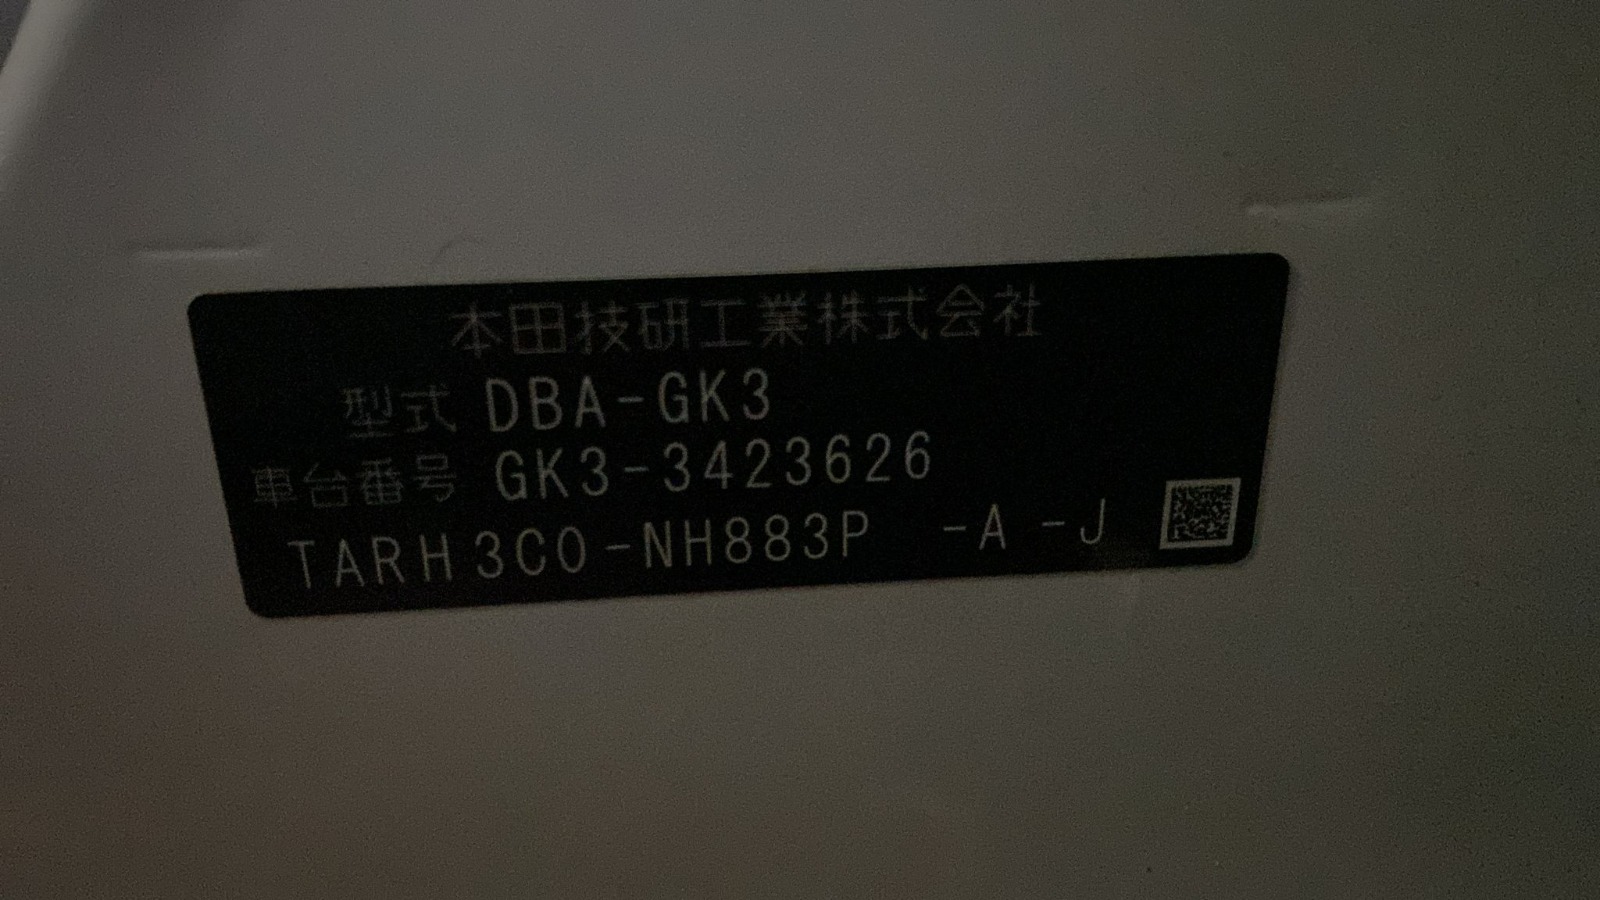 本田技研工業株式会社
型式 DBA-GK3
車台番号 GK3-3423626
TARH3C0-NH883P -A -J